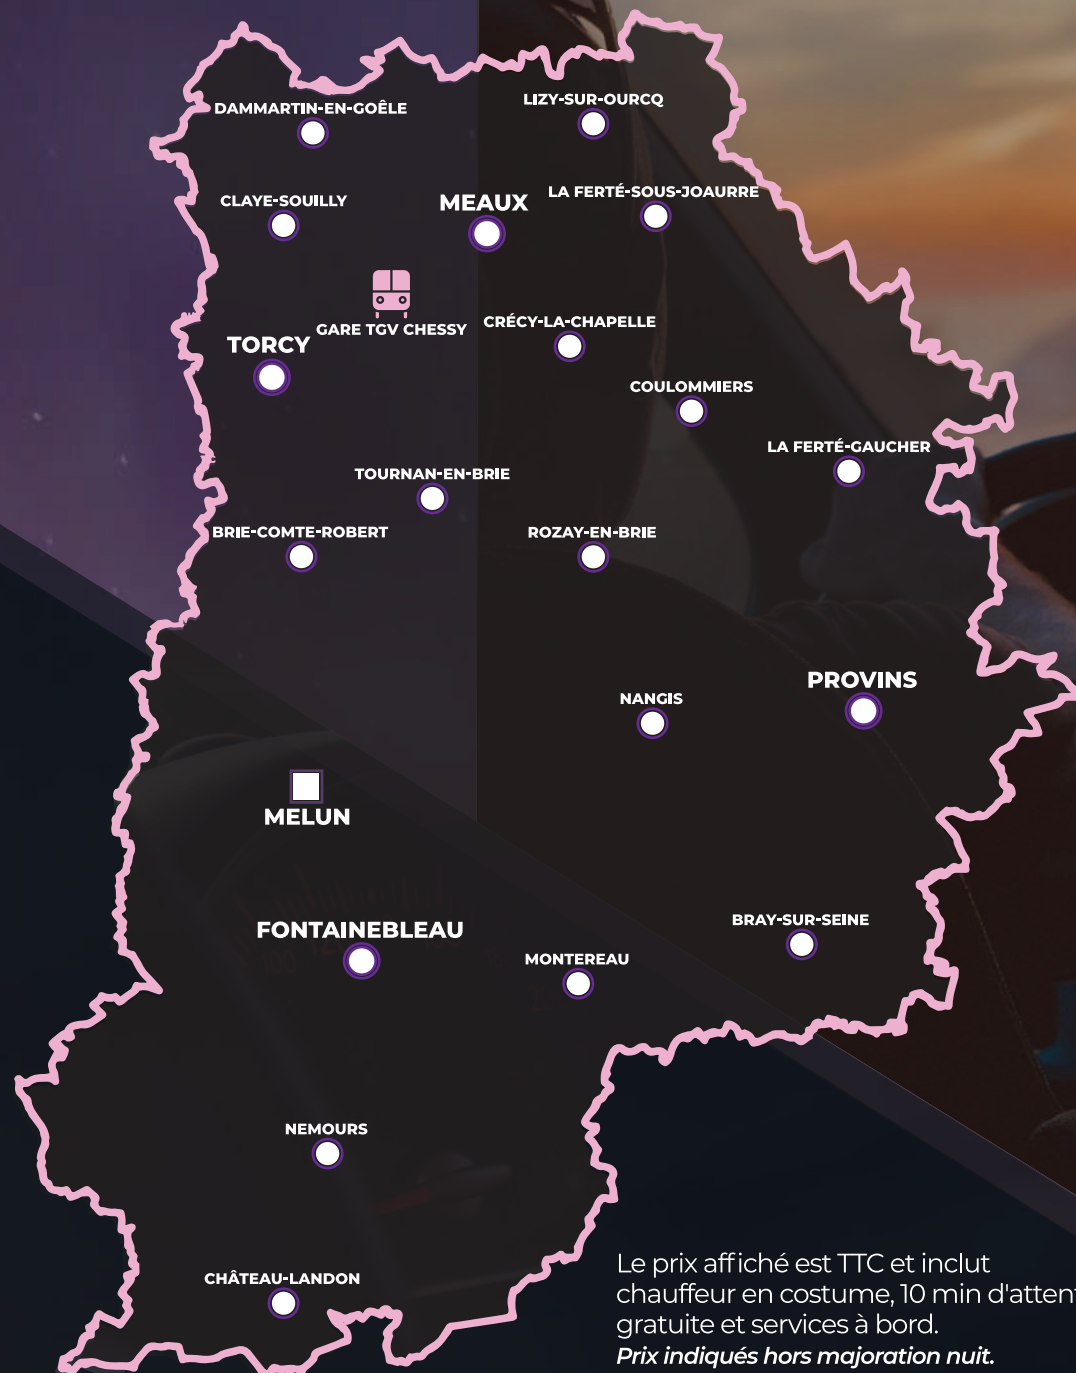 DAMMARTIN-EN-GOËLE
LIZY-SUR-OURCQ
CLAYE-SOUILLY
MEAUX
LA FERTÉ-SOUS-JOAURRE
GARE TGV CHESSY
CRÉCY-LA-CHAPELLE
TORCY
COULOMMIERS
LA FERTÉ-GAUCHER
TOURNAN-EN-BRIE
BRIE-COMTE-ROBERT
ROZAY-EN-BRIE
PROVINS
NANGIS
MELUN
BRAY-SUR-SEINE
FONTAINEBLEAU
MONTEREAU
NEMOURS
CHÂTEAU-LANDON
Le prix affiché est TTC et inclut
chauffeur en costume, 10 min d'attent
gratuite et services à bord.
Prix indiqués hors majoration nuit.